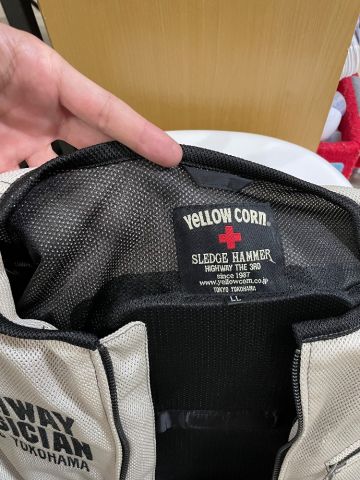 YeLLOW CORN®
SLEDGE HAMMER
HIGHWAY THE 3RD
since 1987
www.yellowcorn.co.jp
TOKYO YOKOHAMA
LL
HWAY
SICIAN
YOKOHAMA